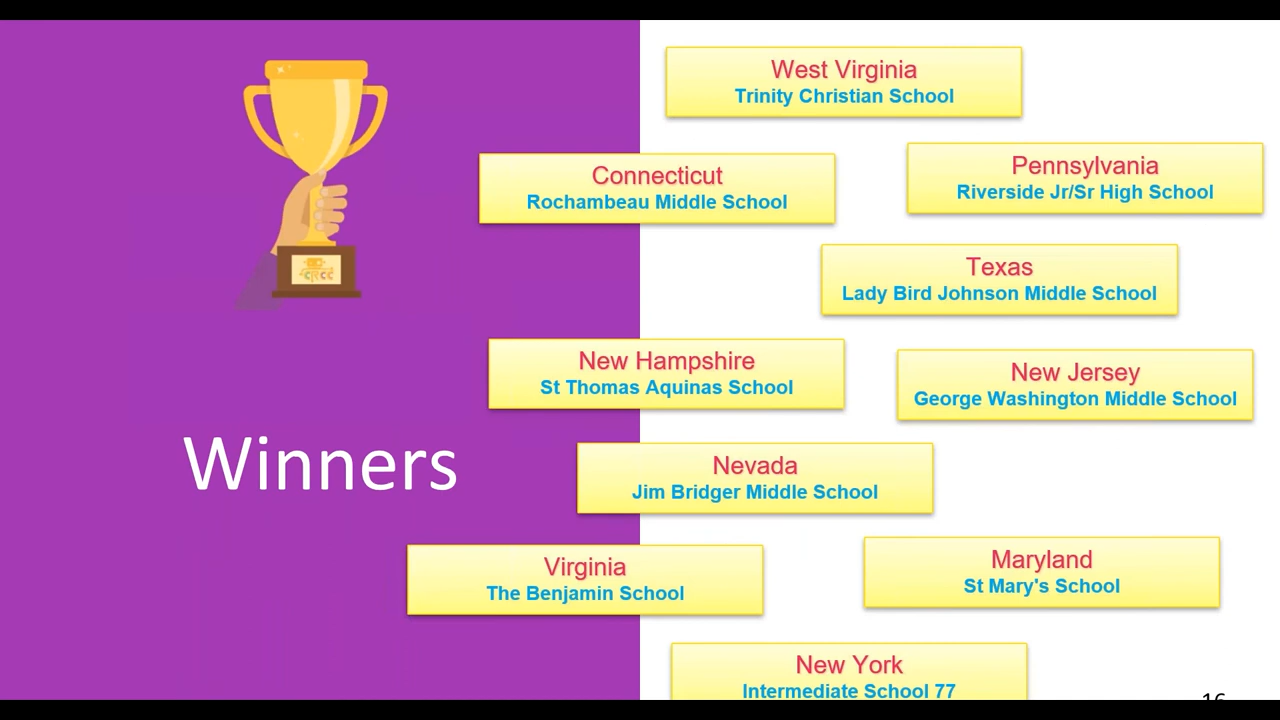 West Virginia
Trinity Christian School
Connecticut
Rochambeau Middle School
Pennsylvania
Riverside Jr/Sr High School
Texas
Lady Bird Johnson Middle School
New Hampshire
St Thomas Aquinas School
New Jersey
George Washington Middle School
Winners
Nevada
Jim Bridger Middle School
Virginia
The Benjamin School
Maryland
St Mary's School
New York
Intermediate School 77
16